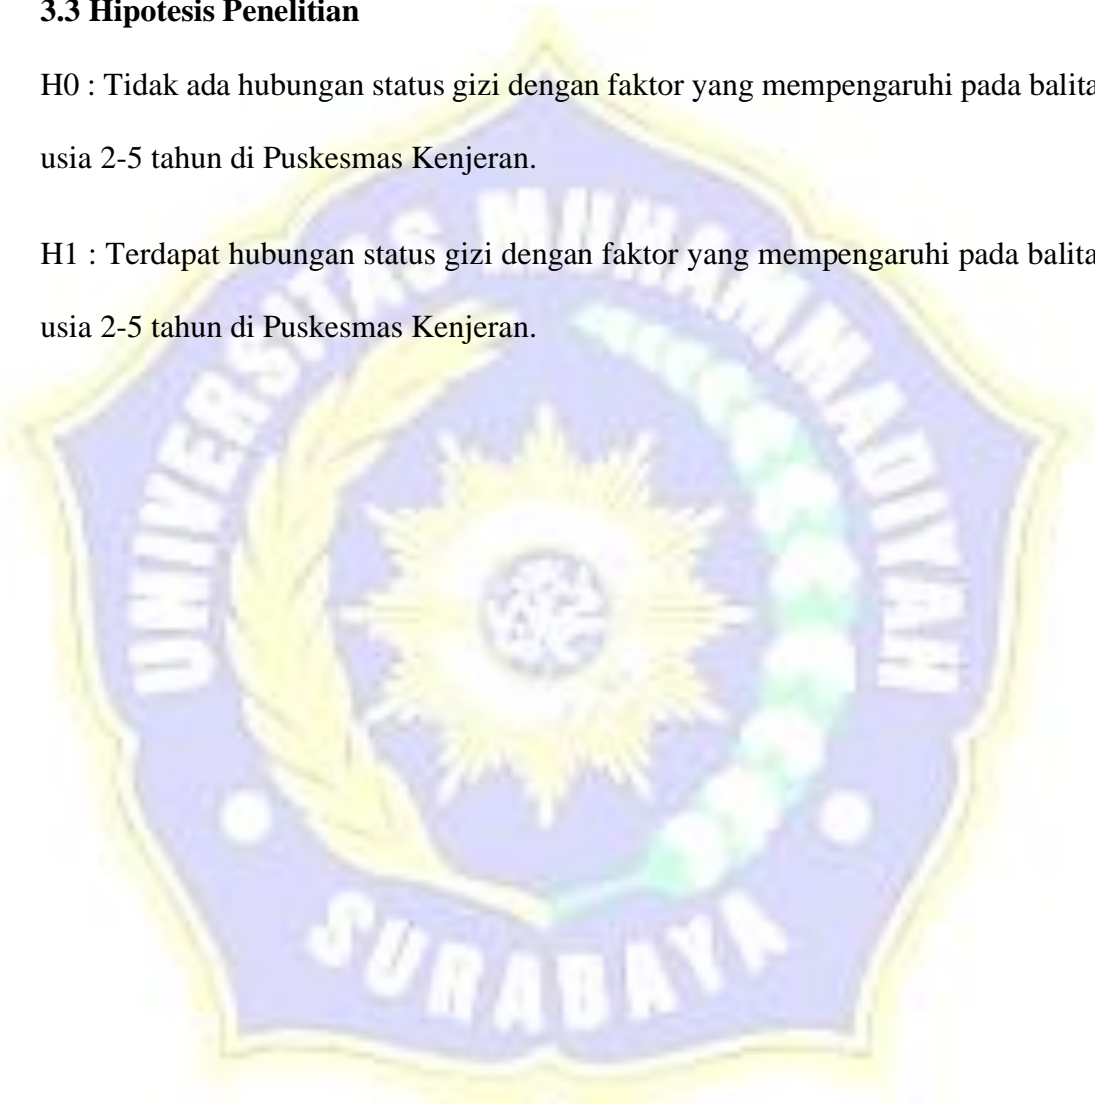 3.3 Hipotesis Penelitian
H0 : Tidak ada hubungan status gizi dengan faktor yang mempengaruhi pada balita
usia 2-5 tahun di Puskesmas Kenjeran.
H1 : Terdapat hubungan status gizi dengan faktor yang mempengaruhi pada balita
usia 2-5 tahun di Puskesmas Kenjeran.
UNIVERSITAS MUHAMMADIYAH
SURABAYA